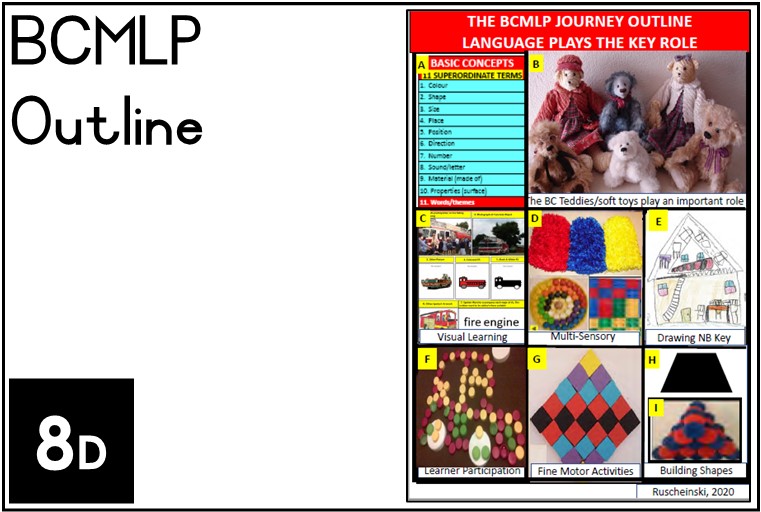 BCMLP
Outline
8D
THE BCMLP JOURNEY OUTLINE
LANGUAGE PLAYS THE KEY ROLE
A BASIC CONCEPTS
11 SUPERORDINATE TERMS
1. Colour
2. Shape
3. Size
4. Place
5. Position
6. Direction
7. Number
8. Sound/letter
9. Material (made of)
10. Properties (surface)
11. Words/themes
B
The BC Teddies/soft toys play an important role
C
fire engine
Visual Learning
D
Multi-Sensory
E
Drawing NB Key
F
Learner Participation
G
Fine Motor Activities
H
I
Building Shapes
Ruscheinski, 2020